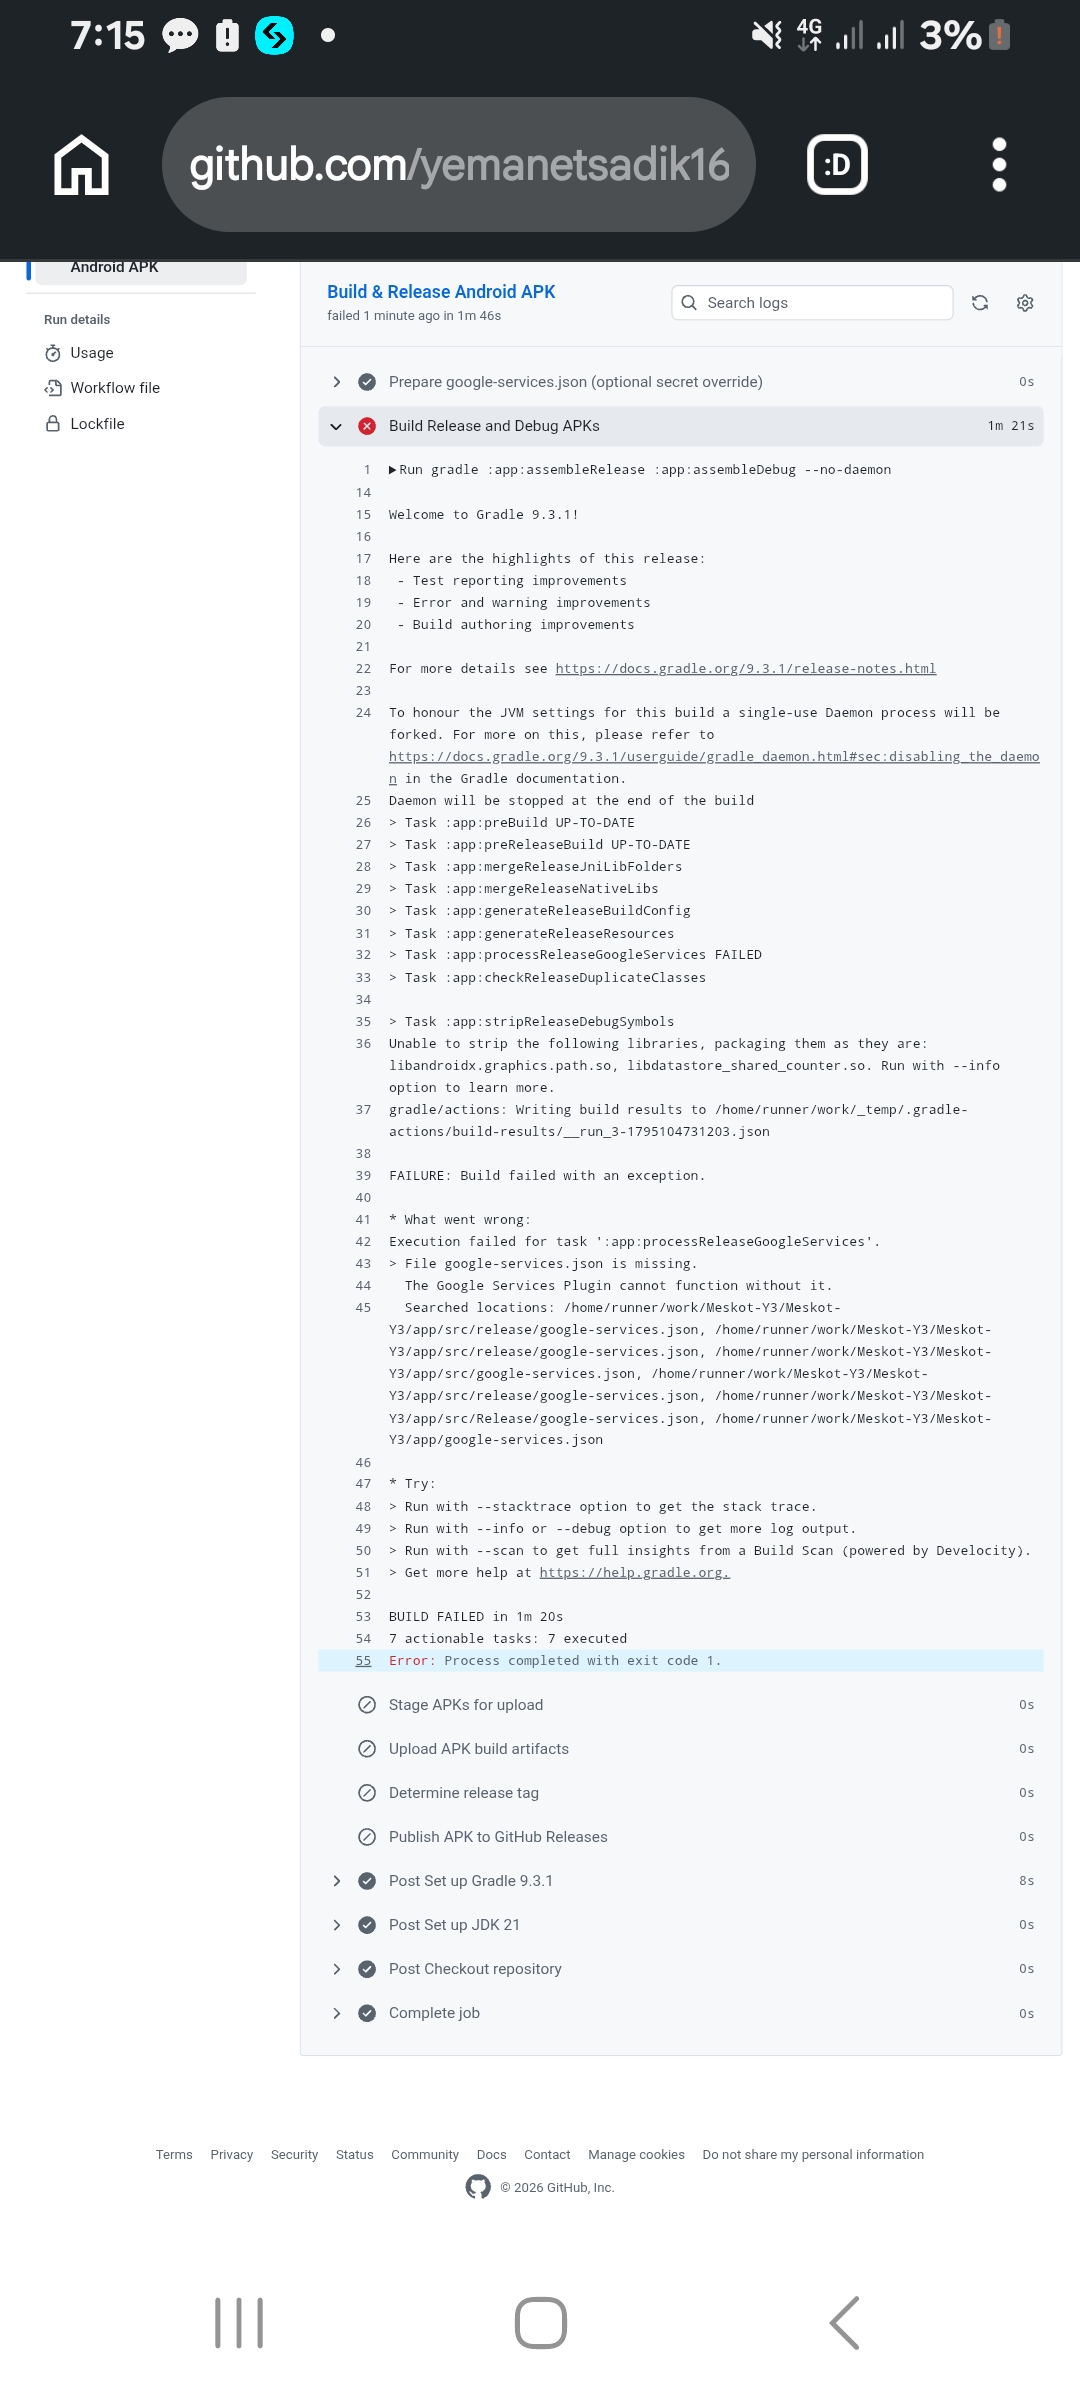 7:15
4G
3%
github.com/yemanetsadik16
:D
Android APK
Run details
Usage
Workflow file
Lockfile
Build & Release Android APK
failed 1 minute ago in 1m 46s
Search logs
Prepare google-services.json (optional secret override) 0s
Build Release and Debug APKs 1m 21s
1 Run gradle :app:assembleRelease :app:assembleDebug --no-daemon
14
15 Welcome to Gradle 9.3.1!
16
17 Here are the highlights of this release:
18 - Test reporting improvements
19 - Error and warning improvements
20 - Build authoring improvements
21
22 For more details see https://docs.gradle.org/9.3.1/release-notes.html
23
24 To honour the JVM settings for this build a single-use Daemon process will be
forked. For more on this, please refer to
https://docs.gradle.org/9.3.1/userguide/gradle_daemon.html#sec:disabling_the_daemo
n in the Gradle documentation.
25 Daemon will be stopped at the end of the build
26 > Task :app:preBuild UP-TO-DATE
27 > Task :app:preReleaseBuild UP-TO-DATE
28 > Task :app:mergeReleaseJniLibFolders
29 > Task :app:mergeReleaseNativeLibs
30 > Task :app:generateReleaseBuildConfig
31 > Task :app:generateReleaseResources
32 > Task :app:processReleaseGoogleServices FAILED
33 > Task :app:checkReleaseDuplicateClasses
34
35 > Task :app:stripReleaseDebugSymbols
36 Unable to strip the following libraries, packaging them as they are:
libandroidx.graphics.path.so, libdatastore_shared_counter.so. Run with --info
option to learn more.
37 gradle/actions: Writing build results to /home/runner/work/_temp/.gradle-
actions/build-results/__run_3-1795104731203.json
38
39 FAILURE: Build failed with an exception.
40
41 * What went wrong:
42 Execution failed for task ':app:processReleaseGoogleServices'.
43 > File google-services.json is missing.
44 The Google Services Plugin cannot function without it.
45 Searched locations: /home/runner/work/Meskot-Y3/Meskot-
Y3/app/src/release/google-services.json, /home/runner/work/Meskot-Y3/Meskot-
Y3/app/src/release/google-services.json, /home/runner/work/Meskot-Y3/Meskot-
Y3/app/src/google-services.json, /home/runner/work/Meskot-Y3/Meskot-
Y3/app/src/release/google-services.json, /home/runner/work/Meskot-Y3/Meskot-
Y3/app/src/Release/google-services.json, /home/runner/work/Meskot-Y3/Meskot-
Y3/app/google-services.json
46
47 * Try:
48 > Run with --stacktrace option to get the stack trace.
49 > Run with --info or --debug option to get more log output.
50 > Run with --scan to get full insights from a Build Scan (powered by Develocity).
51 > Get more help at https://help.gradle.org.
52
53 BUILD FAILED in 1m 20s
54 7 actionable tasks: 7 executed
55 Error: Process completed with exit code 1.
Stage APKs for upload 0s
Upload APK build artifacts 0s
Determine release tag 0s
Publish APK to GitHub Releases 0s
Post Set up Gradle 9.3.1 8s
Post Set up JDK 21 0s
Post Checkout repository 0s
Complete job 0s
Terms Privacy Security Status Community Docs Contact Manage cookies Do not share my personal information
© 2026 GitHub, Inc.